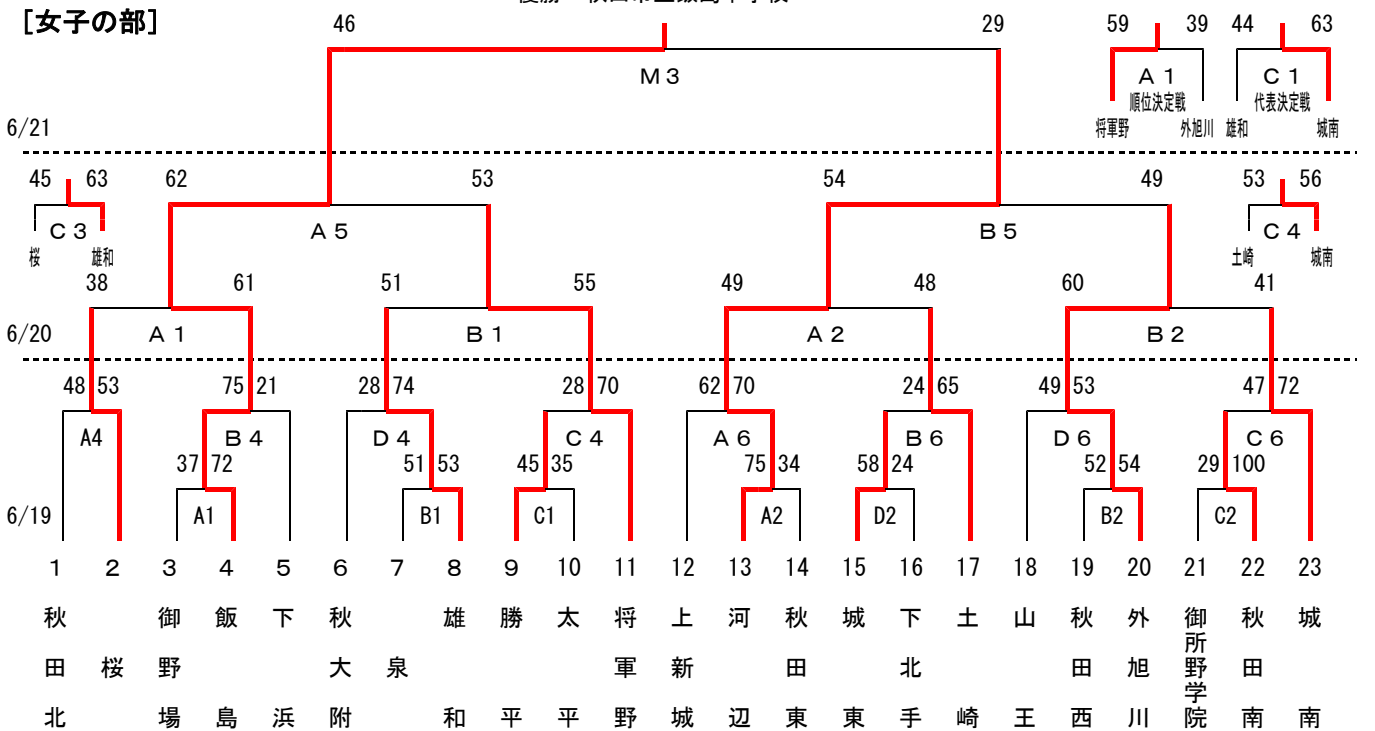 [女子の部]
46 29 59 39 44 63
M3 A1 C1
順位決定戦 代表決定戦
将軍野 外旭川 雄和 城南
6/21
45 63 62 53 54 49 53 56
C3 A5 B5 C4
桜 雄和 土崎 城南
38 61 51 55 49 48 60 41
6/20 A1 B1 A2 B2
48 53 75 21 28 74 28 70 62 70 24 65 49 53 47 72
A4 B4 D4 C4 A6 B6 D6 C6
37 72 51 53 45 35 75 34 58 24 52 54 29 100
6/19 A1 B1 C1 A2 D2 B2 C2
1 2 3 4 5 6 7 8 9 10 11 12 13 14 15 16 17 18 19 20 21 22 23
秋田北
桜
御野場
飯島
下浜
秋大附
泉
雄和
勝平
太平
将軍野
上新城
河辺
秋田東
城東
下北手
土崎
山王
秋田西
外旭川
御所野学院
秋田南
城南